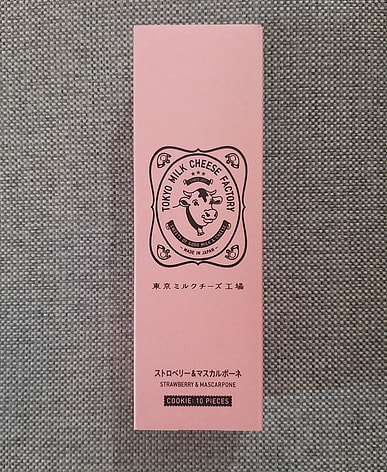 TOKYO MILK CHEESE FACTORY
MADE IN JAPAN
東京ミルクチーズ工場
ストロベリー&マスカルポーネ
STRAWBERRY & MASCARPONE
COOKIE: 10 PIECES